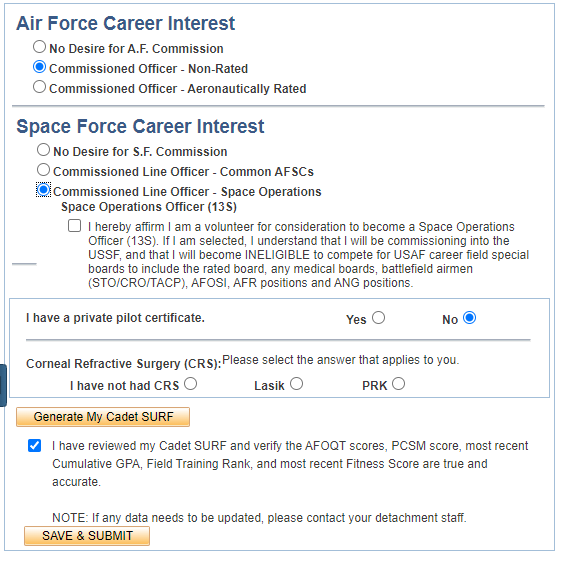 Air Force Career Interest
No Desire for A.F. Commission
Commissioned Officer - Non-Rated
Commissioned Officer - Aeronautically Rated
Space Force Career Interest
No Desire for S.F. Commission
Commissioned Line Officer - Common AFSCs
Commissioned Line Officer - Space Operations
Space Operations Officer (13S)
I hereby affirm I am a volunteer for consideration to become a Space Operations
Officer (13S). If I am selected, I understand that I will be commissioning into the
USSF, and that I will become INELIGIBLE to compete for USAF career field special
boards to include the rated board, any medical boards, battlefield airmen
(STO/CRO/TACP), AFOSI, AFR positions and ANG positions.
I have a private pilot certificate. Yes No
Corneal Refractive Surgery (CRS): Please select the answer that applies to you.
I have not had CRS Lasik PRK
Generate My Cadet SURF
I have reviewed my Cadet SURF and verify the AFOQT scores, PCSM score, most recent
Cumulative GPA, Field Training Rank, and most recent Fitness Score are true and
accurate.
NOTE: If any data needs to be updated, please contact your detachment staff.
SAVE & SUBMIT